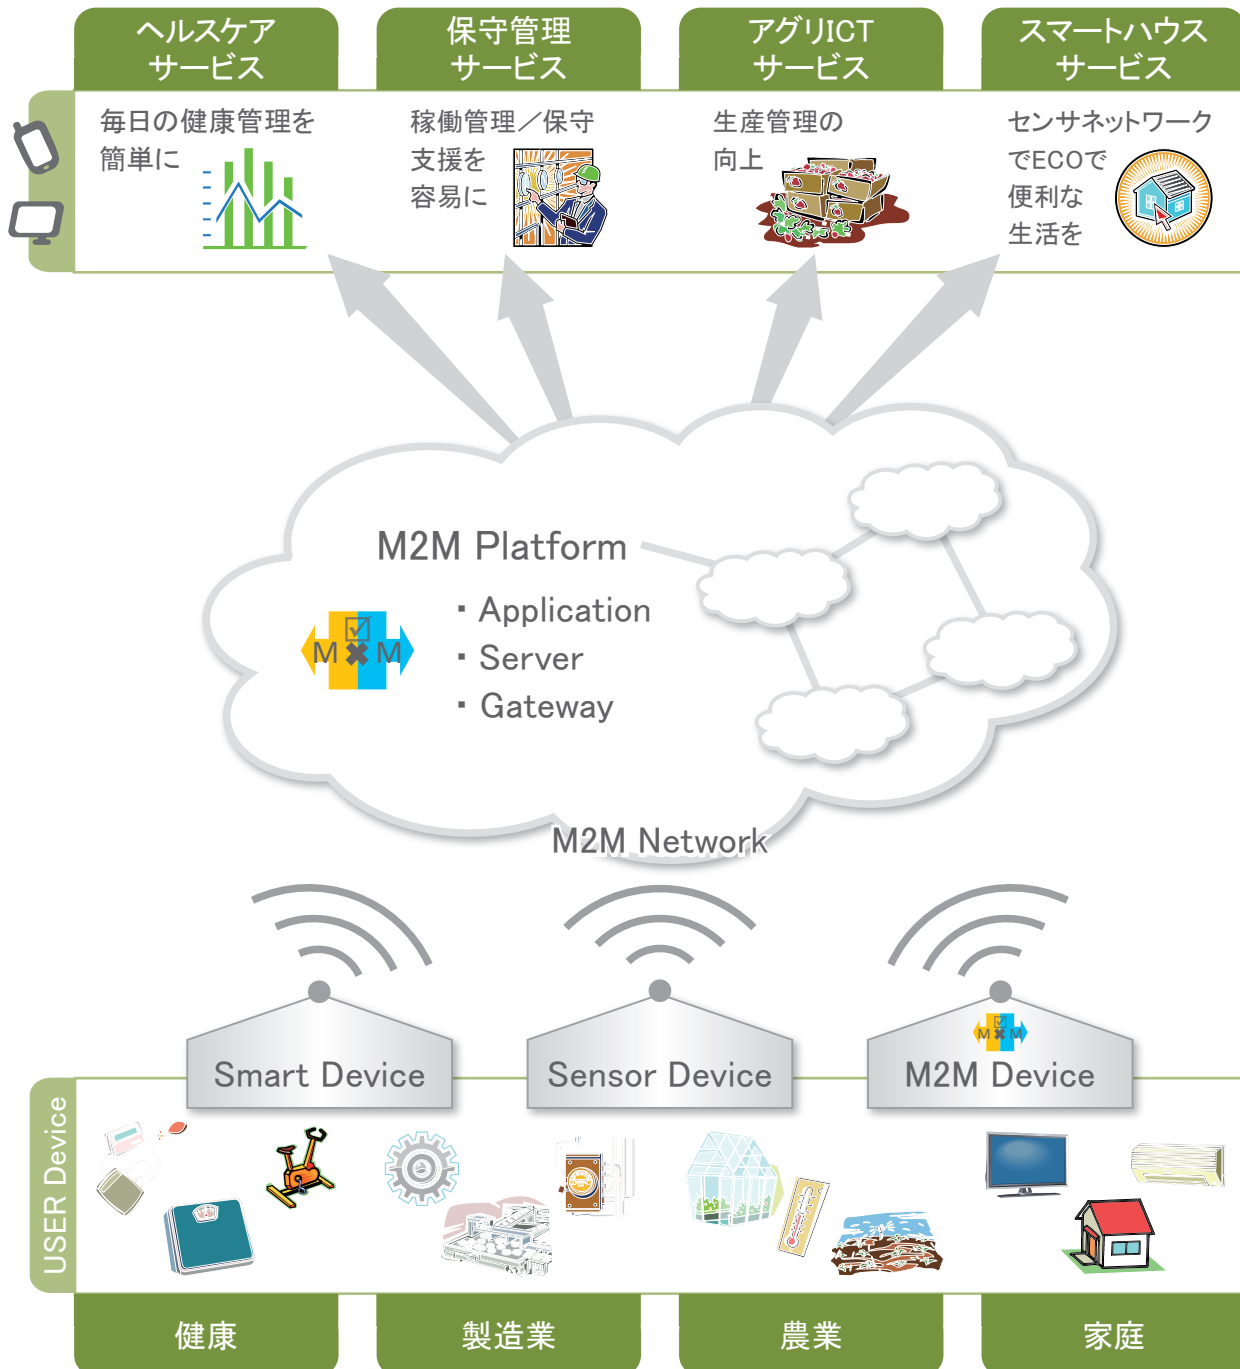 ヘルスケア
サービス
保守管理
サービス
アグリICT
サービス
スマートハウス
サービス
毎日の健康管理を
簡単に
稼働管理／保守
支援を
容易に
生産管理の
向上
センサネットワーク
でECOで
便利な
生活を
M2M Platform
・Application
・Server
・Gateway
M M
M2M Network
Smart Device
Sensor Device
M M
M2M Device
USER Device
健康
製造業
農業
家庭